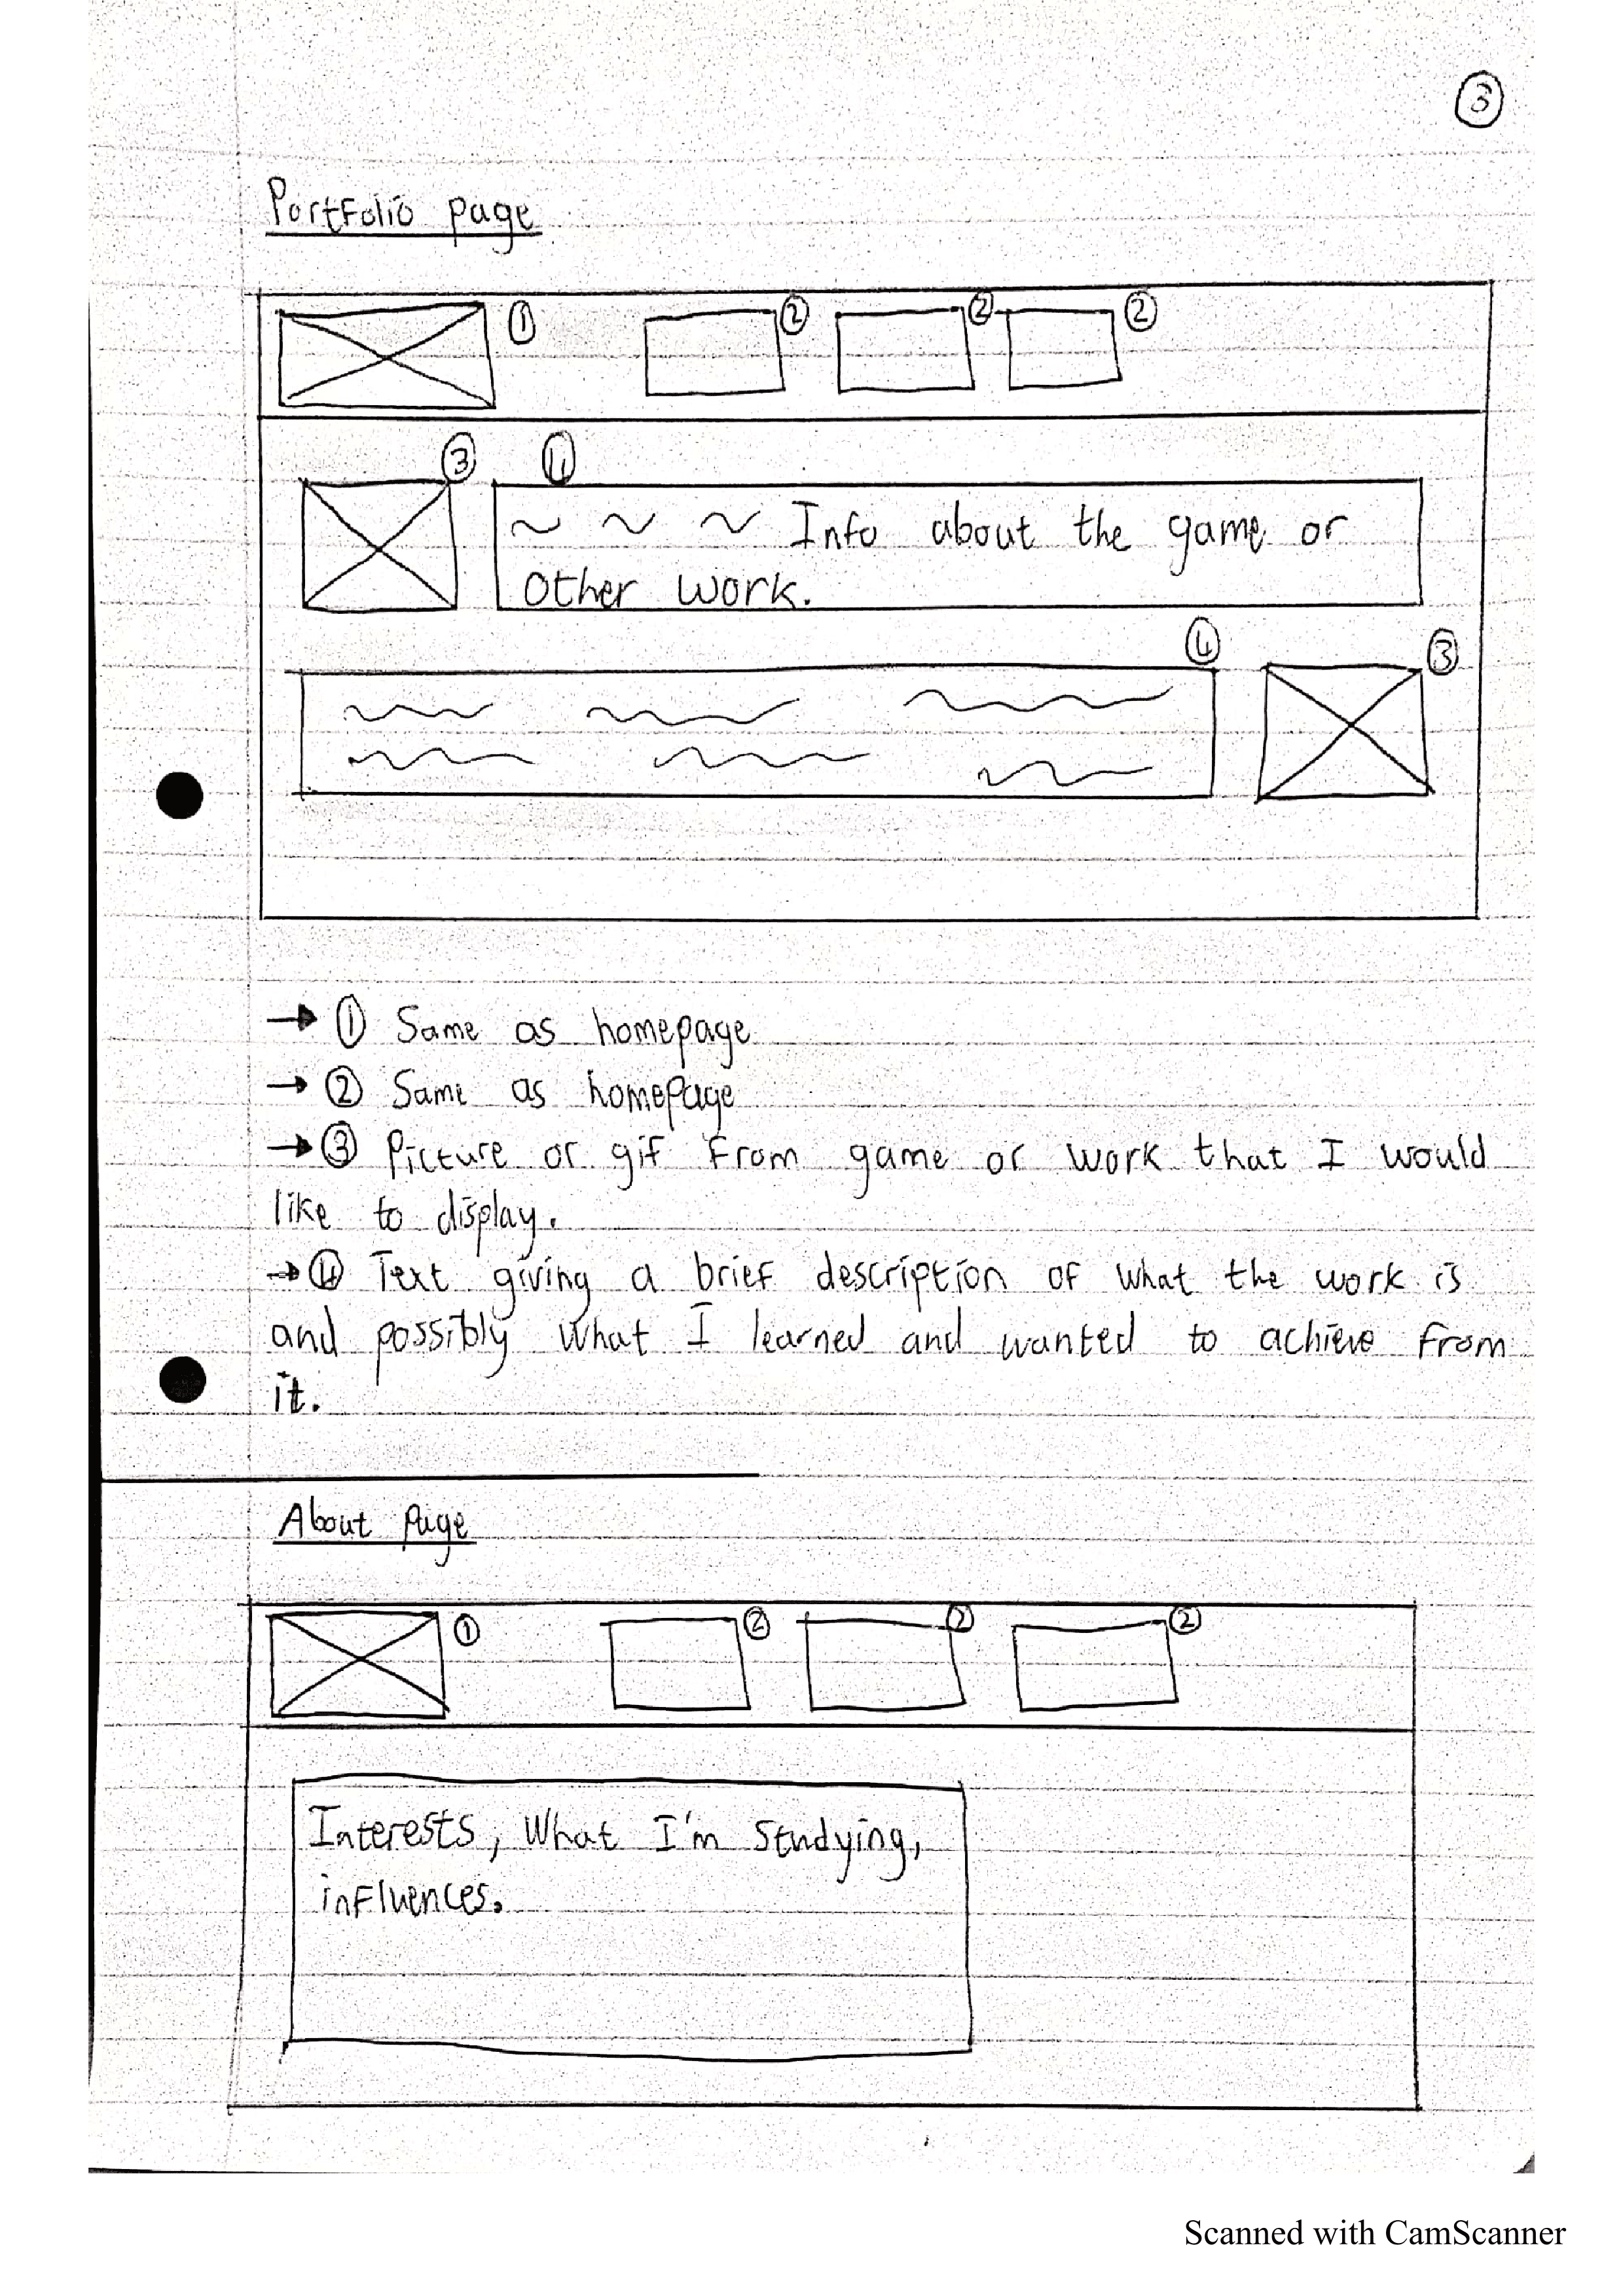 ③
Portfolio page
① ② ② ②
③ ④
~ ~ ~ Info about the game or
other work.
④ ③
→ ① Same as homepage
→ ② Same as homepage
→ ③ Picture or gif from game or work that I would
like to display.
→ ④ Text giving a brief description of what the work is
and possibly what I learned and wanted to achieve from
it.
About page
① ② ② ②
Interests, What I'm studying,
influences.
Scanned with CamScanner